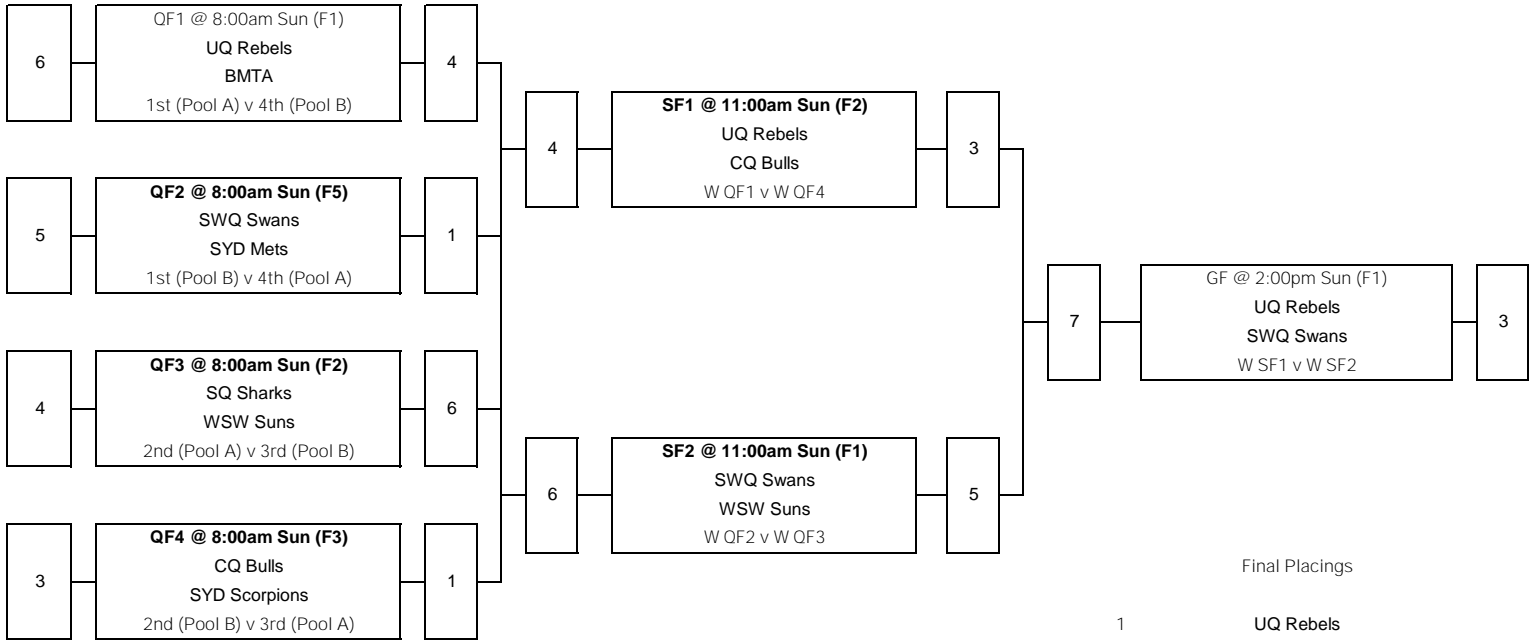 QF1 @ 8:00am Sun (F1)
6
UQ Rebels
BMTA
4
1st (Pool A) v 4th (Pool B)
SF1 @ 11:00am Sun (F2)
4
UQ Rebels
CQ Bulls
3
W QF1 v W QF4
QF2 @ 8:00am Sun (F5)
5
SWQ Swans
SYD Mets
1
1st (Pool B) v 4th (Pool A)
GF @ 2:00pm Sun (F1)
7
UQ Rebels
SWQ Swans
3
W SF1 v W SF2
QF3 @ 8:00am Sun (F2)
4
SQ Sharks
WSW Suns
6
2nd (Pool A) v 3rd (Pool B)
SF2 @ 11:00am Sun (F1)
6
SWQ Swans
WSW Suns
5
W QF2 v W QF3
QF4 @ 8:00am Sun (F3)
3
CQ Bulls
SYD Scorpions
1
2nd (Pool B) v 3rd (Pool A)
Final Placings
1 UQ Rebels